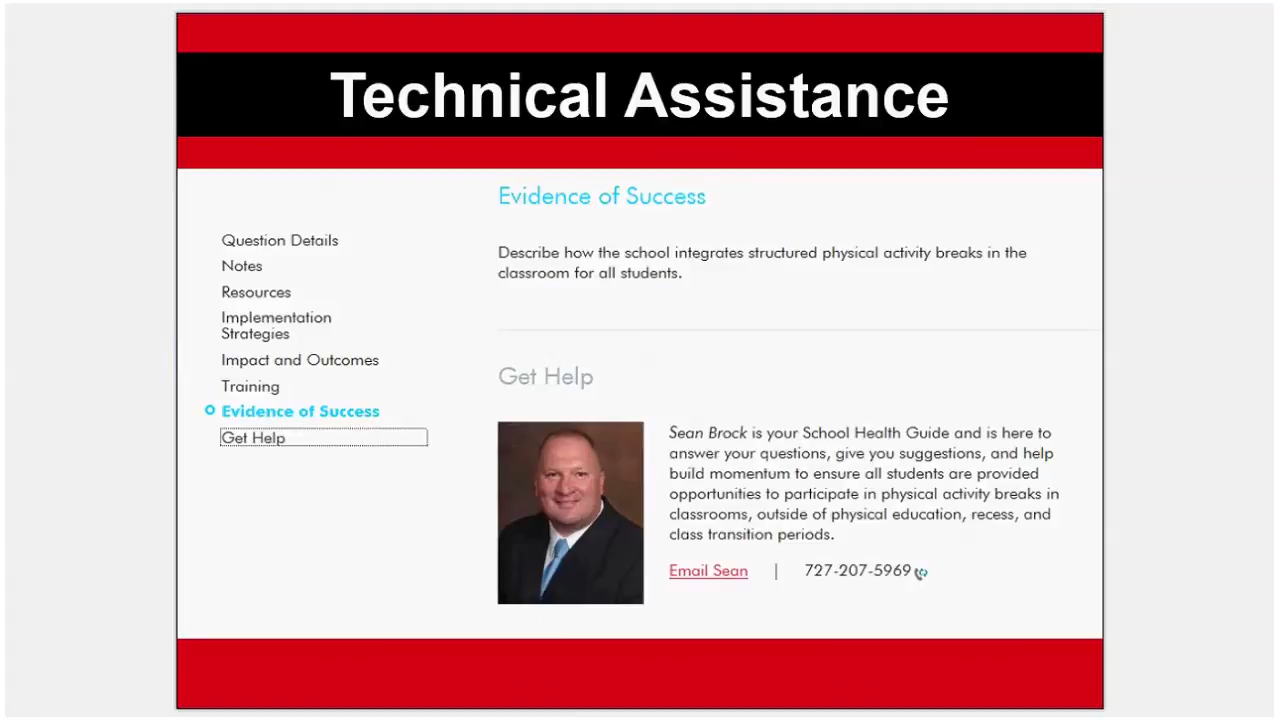 Technical Assistance
Question Details
Notes
Resources
Implementation
Strategies
Impact and Outcomes
Training
Evidence of Success
Get Help
Evidence of Success
Describe how the school integrates structured physical activity breaks in the
classroom for all students.
Get Help
Sean Brock is your School Health Guide and is here to
answer your questions, give you suggestions, and help
build momentum to ensure all students are provided
opportunities to participate in physical activity breaks in
classrooms, outside of physical education, recess, and
class transition periods.
Email Sean | 727-207-5969